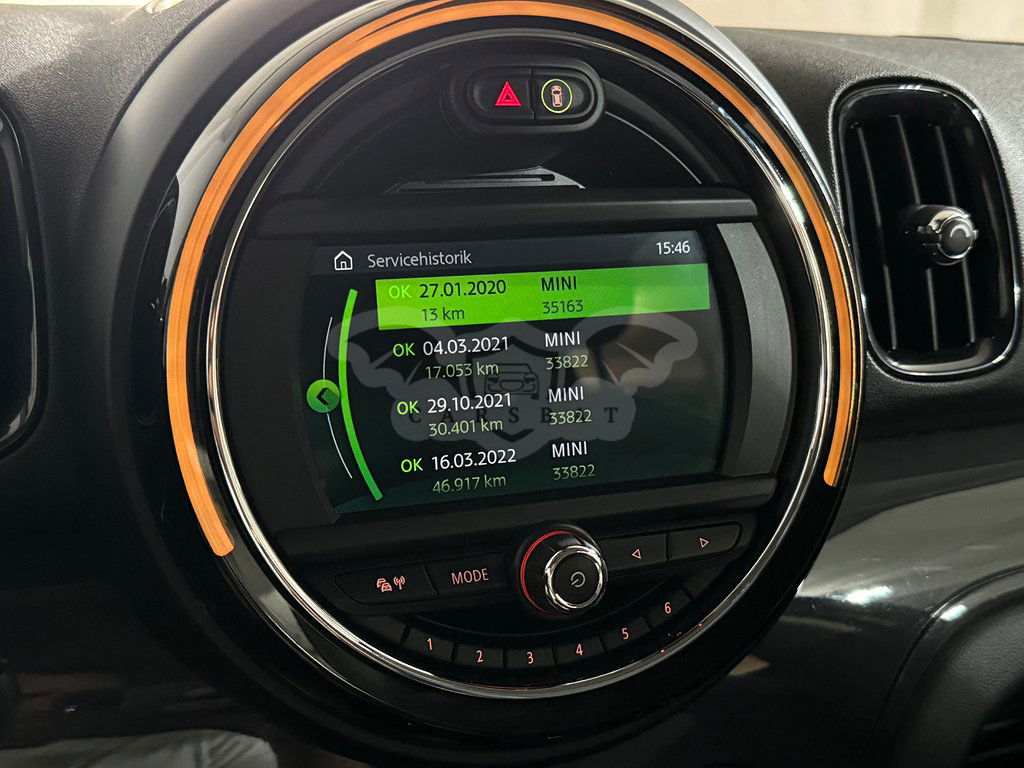 Servicehistorik 15:46
OK 27.01.2020 MINI
13 km 35163
OK 04.03.2021 MINI
17.053 km 33822
OK 29.10.2021 MINI
30.401 km 33822
CARSBET
OK 16.03.2022 MINI
46.917 km 33822
MODE
1 2 3 4 5 6